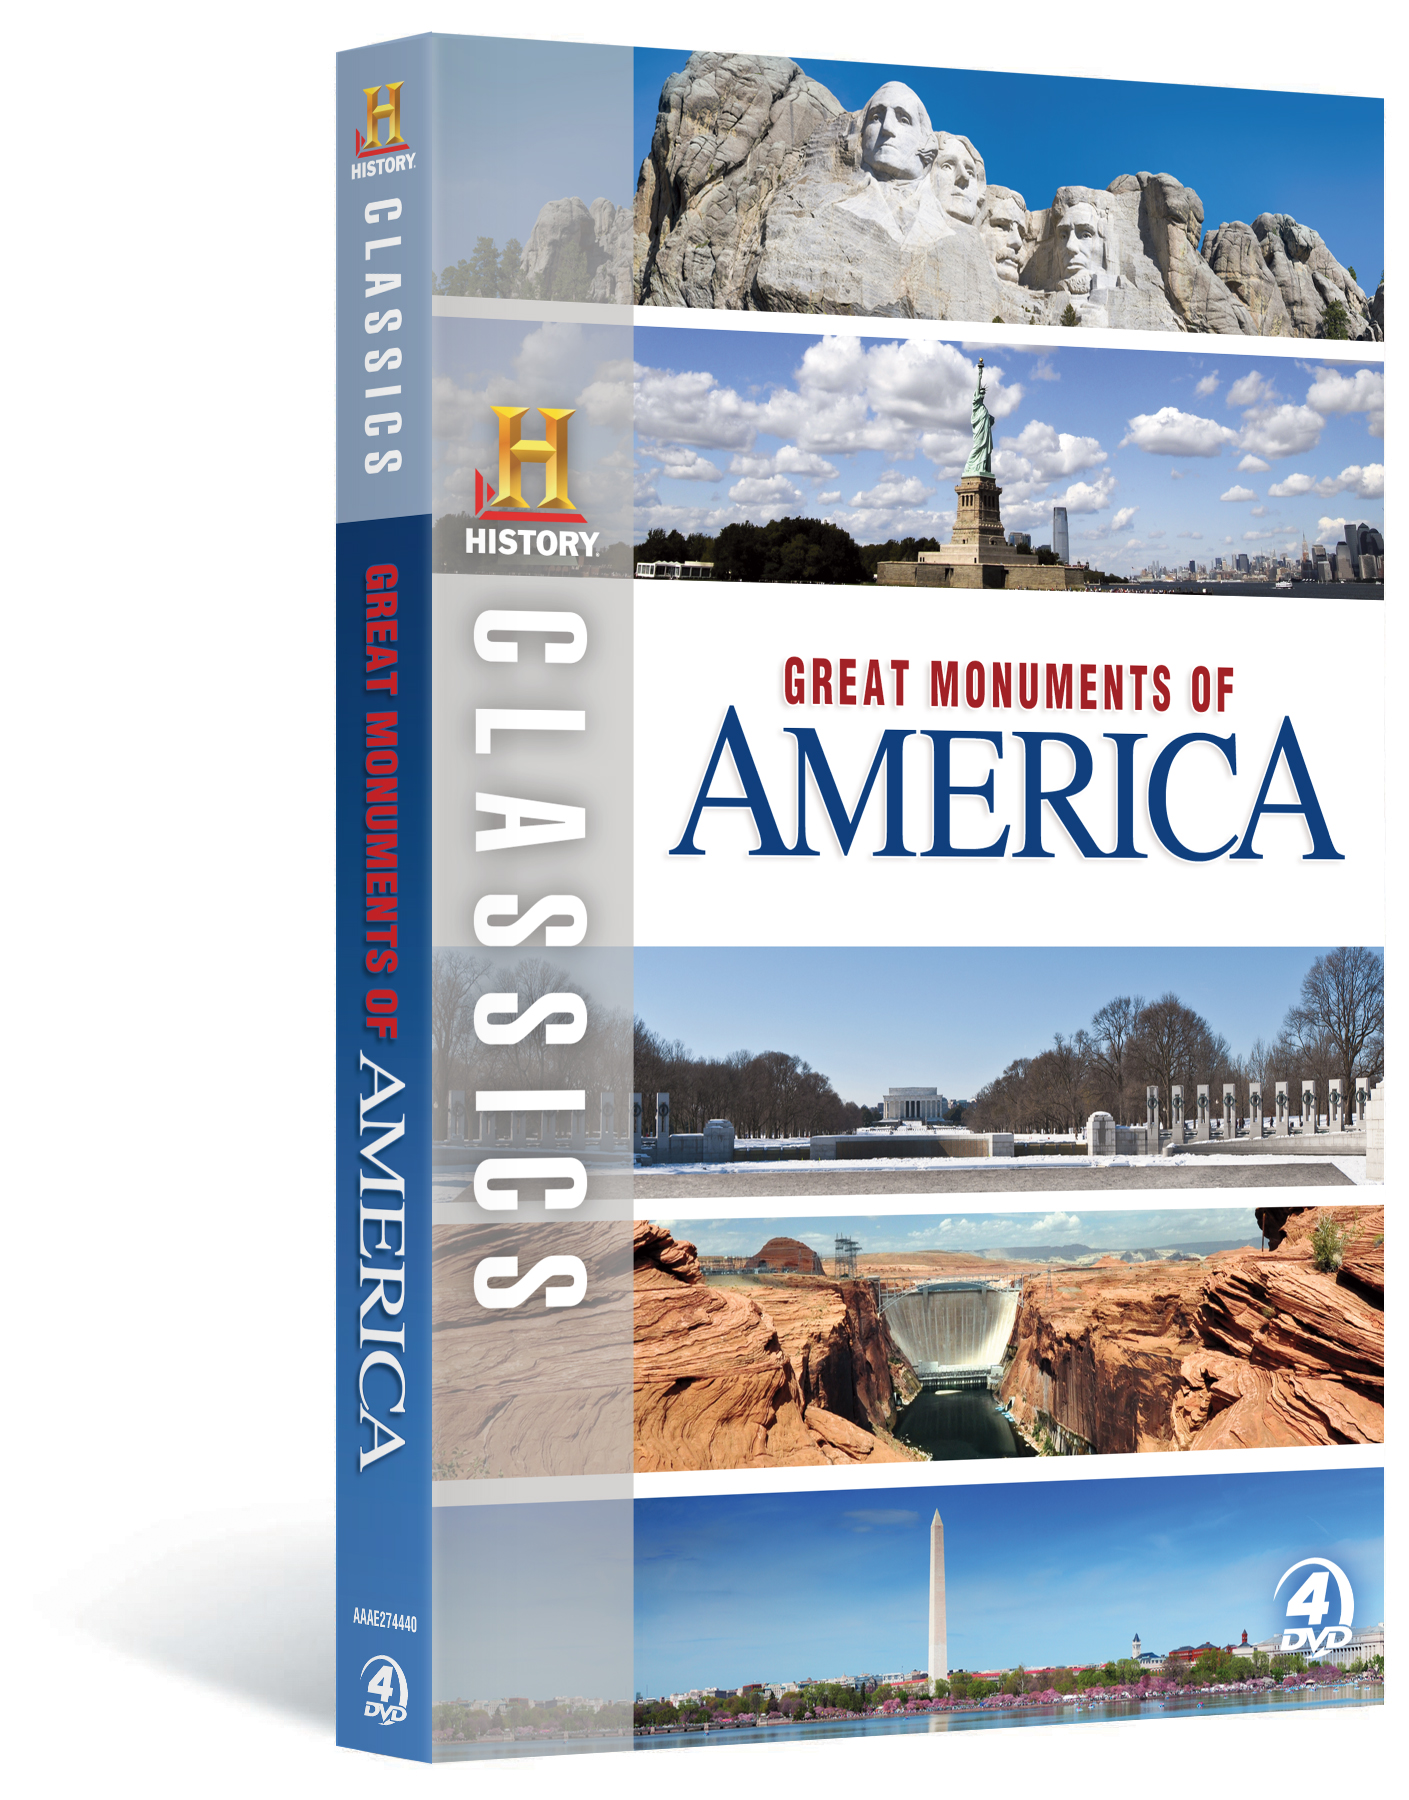 H
HISTORY
CLASSICS
GREAT MONUMENTS OF AMERICA
AAAE274440
4
DVD
H
HISTORY.
CLASSICS
GREAT MONUMENTS OF
AMERICA
4
DVD